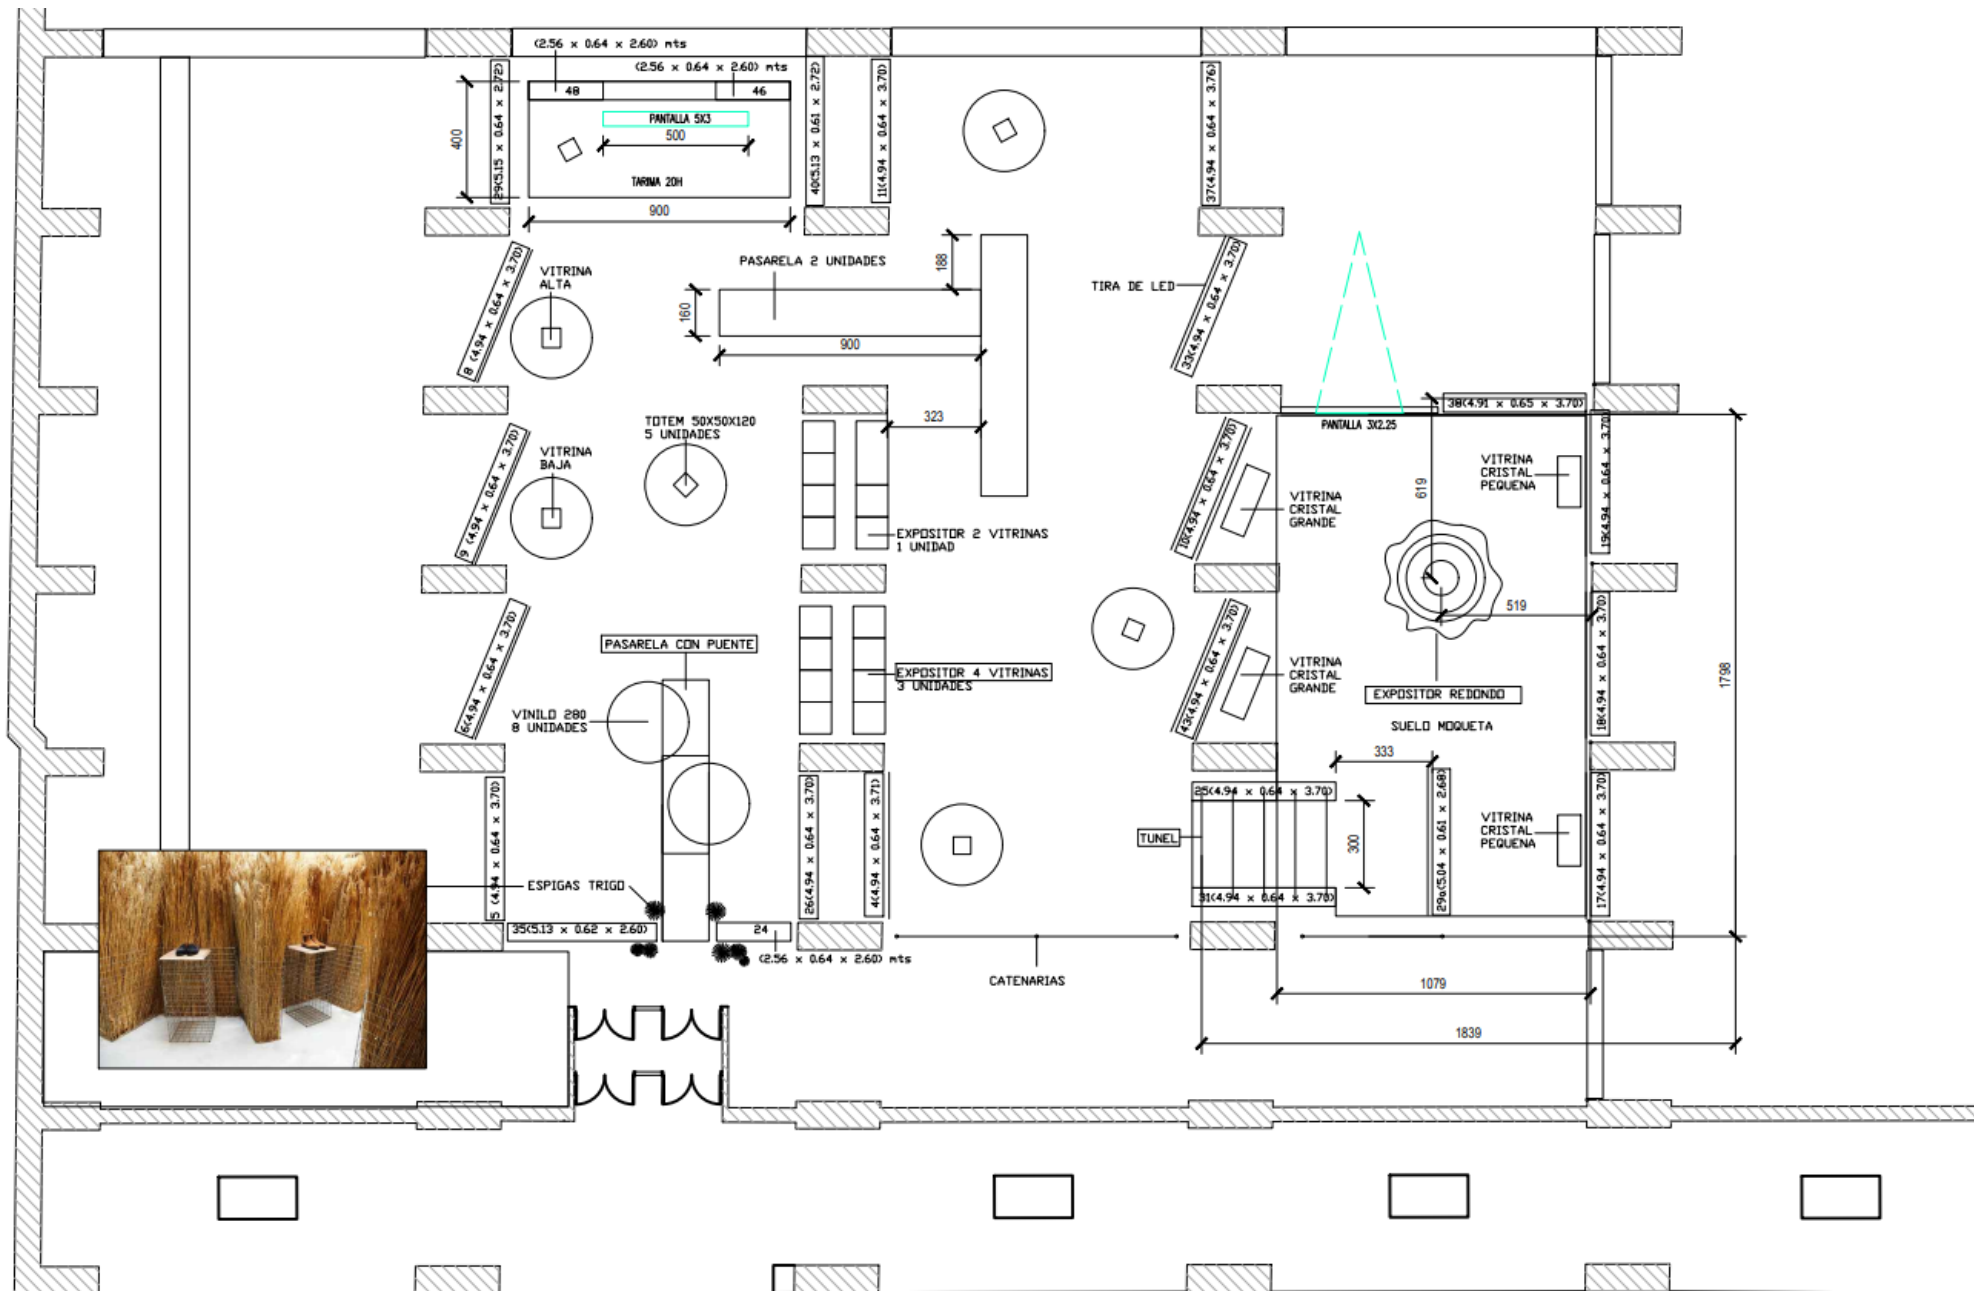 (2.56 x 0.64 x 2.60) mts
(2.56 x 0.64 x 2.60) mts
48
46
PANTALLA 5X3
500
TARIMA 20H
400
900
29(5.15 x 0.64 x 2.72)
40(5.13 x 0.61 x 2.72)
11(4.94 x 0.64 x 3.70)
37(4.94 x 0.64 x 3.76)
8 (4.94 x 0.64 x 3.70)
VITRINA
ALTA
PASARELA 2 UNIDADES
188
160
900
TIRA DE LED
33(4.94 x 0.64 x 3.70)
323
9 (4.94 x 0.64 x 3.70)
VITRINA
BAJA
TOTEM 50X50X120
5 UNIDADES
EXPOSITOR 2 VITRINAS
1 UNIDAD
10(4.94 x 0.64 x 3.70)
VITRINA
CRISTAL
GRANDE
PANTALLA 3X2.25
38(4.91 x 0.65 x 3.70)
619
VITRINA
CRISTAL
PEQUENA
19(4.94 x 0.64 x 3.70)
519
6(4.94 x 0.64 x 3.70)
PASARELA CON PUENTE
VINILO 280
8 UNIDADES
EXPOSITOR 4 VITRINAS
3 UNIDADES
43(4.94 x 0.64 x 3.70)
VITRINA
CRISTAL
GRANDE
EXPOSITOR REDONDO
SUELO MOQUETA
18(4.94 x 0.64 x 3.70)
1798
333
5 (4.94 x 0.64 x 3.70)
26(4.94 x 0.64 x 3.70)
4(4.94 x 0.64 x 3.71)
25(4.94 x 0.64 x 3.70)
TUNEL
300
31(4.94 x 0.64 x 3.70)
29a(5.04 x 0.61 x 2.68)
VITRINA
CRISTAL
PEQUENA
17(4.94 x 0.64 x 3.70)
ESPIGAS TRIGO
35(5.13 x 0.62 x 2.60)
24
(2.56 x 0.64 x 2.60) mts
CATENARIAS
1079
1839